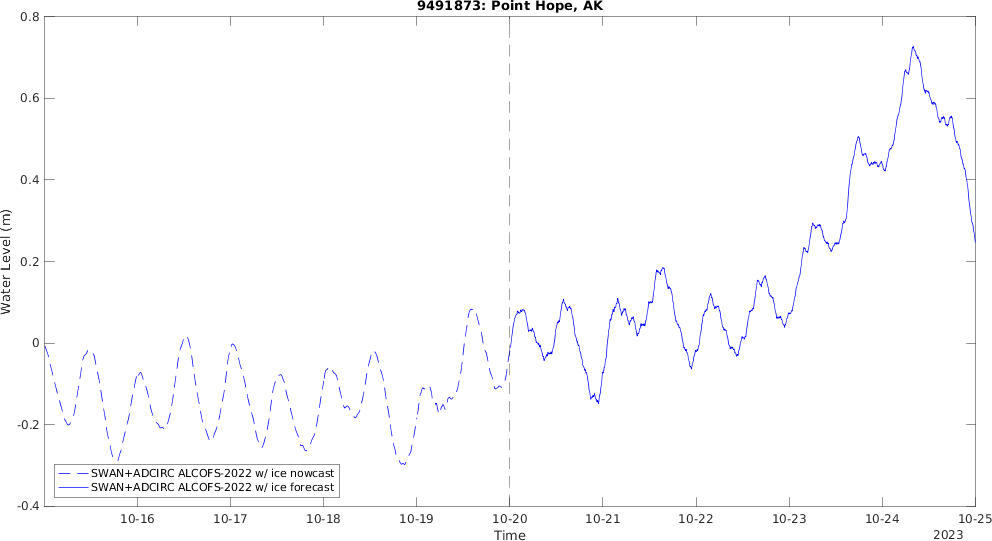 9491873: Point Hope, AK
0.8
0.6
0.4
0.2
0
-0.2
-0.4
Water Level (m)
SWAN+ADCIRC ALCOFS-2022 w/ ice nowcast
SWAN+ADCIRC ALCOFS-2022 w/ ice forecast
10-16 10-17 10-18 10-19 10-20 10-21 10-22 10-23 10-24 10-25
Time
2023